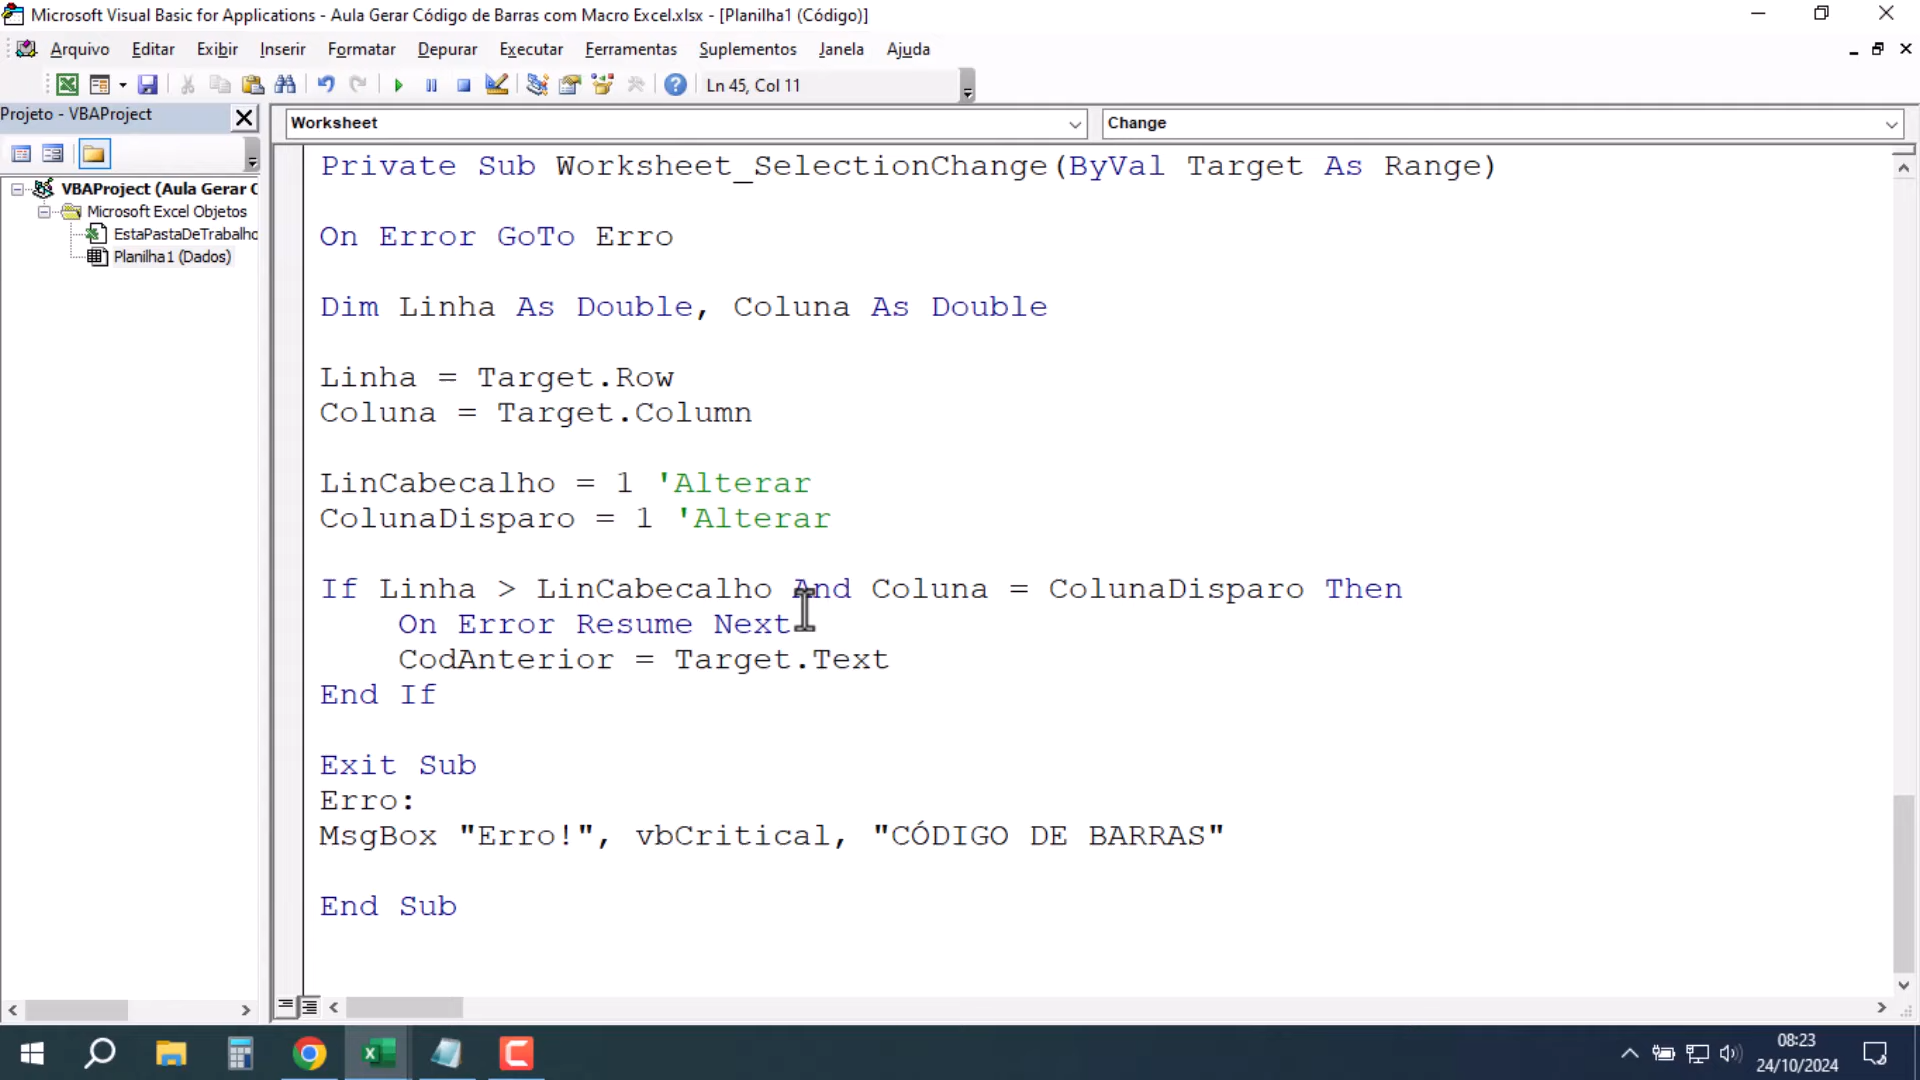 Microsoft Visual Basic for Applications - Aula Gerar Código de Barras com Macro Excel.xlsx - [Planilha1 (Código)]
Arquivo Editar Exibir Inserir Formatar Depurar Executar Ferramentas Suplementos Janela Ajuda
Ln 45, Col 11
Projeto - VBAProject
Worksheet
Change
VBAProject (Aula Gerar C
Microsoft Excel Objetos
EstaPastaDeTrabalho
Planilha1 (Dados)
Private Sub Worksheet_SelectionChange(ByVal Target As Range)
On Error GoTo Erro
Dim Linha As Double, Coluna As Double
Linha = Target.Row
Coluna = Target.Column
LinCabecalho = 1 'Alterar
ColunaDisparo = 1 'Alterar
If Linha > LinCabecalho And Coluna = ColunaDisparo Then
On Error Resume Next
CodAnterior = Target.Text
End If
Exit Sub
Erro:
MsgBox "Erro!", vbCritical, "CÓDIGO DE BARRAS"
End Sub
08:23
24/10/2024